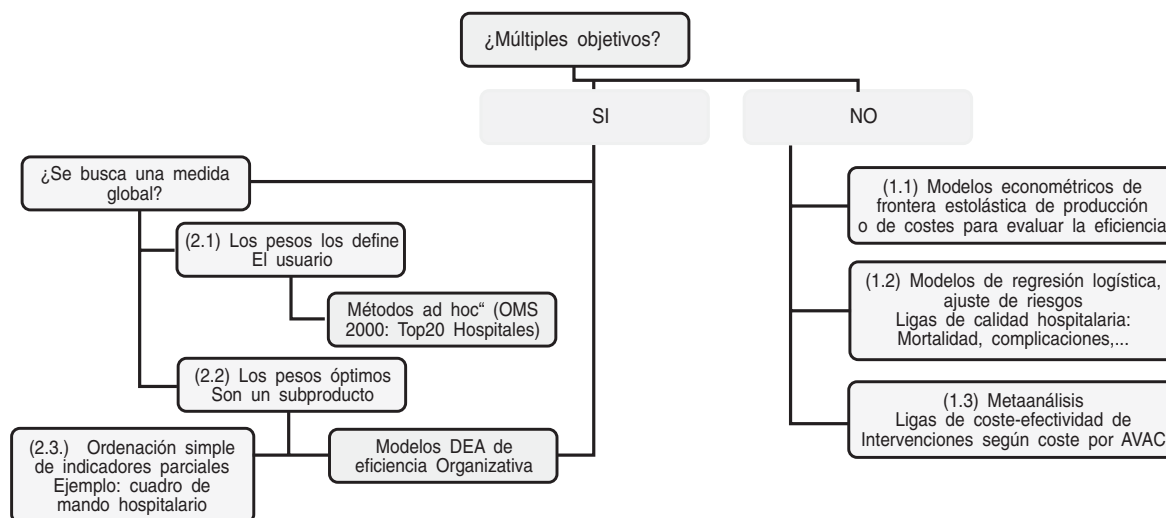 ¿Múltiples objetivos?
SI
NO
¿Se busca una medida
global?
(2.1) Los pesos los define
El usuario
Métodos ad hoc“ (OMS
2000: Top20 Hospitales)
(2.2) Los pesos óptimos
Son un subproducto
(2.3.) Ordenación simple
de indicadores parciales
Ejemplo: cuadro de
mando hospitalario
Modelos DEA de
eficiencia Organizativa
(1.1) Modelos econométricos de
frontera estolástica de producción
o de costes para evaluar la eficiencia
(1.2) Modelos de regresión logística,
ajuste de riesgos
Ligas de calidad hospitalaria:
Mortalidad, complicaciones,...
(1.3) Metaanálisis
Ligas de coste-efectividad de
Intervenciones según coste por AVAC